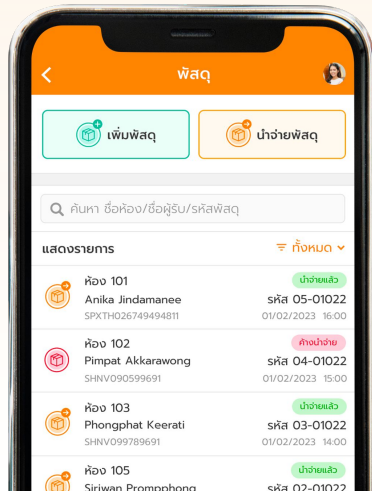 พัสดุ
เพิ่มพัสดุ
นำจ่ายพัสดุ
ค้นหา ชื่อห้อง/ชื่อผู้รับ/รหัสพัสดุ
แสดงรายการ
ทั้งหมด
ห้อง 101
นำจ่ายแล้ว
Anika Jindamanee
รหัส 05-01022
SPXTH026749494811
01/02/2023 16:00
ห้อง 102
ค้างนำจ่าย
Pimpat Akkarawong
รหัส 04-01022
SHNV090599691
01/02/2023 15:00
ห้อง 103
นำจ่ายแล้ว
Phongphat Keerati
รหัส 03-01022
SHNV099789691
01/02/2023 14:00
ห้อง 105
นำจ่ายแล้ว
Siriwan Prompphong
รหัส 02-01022